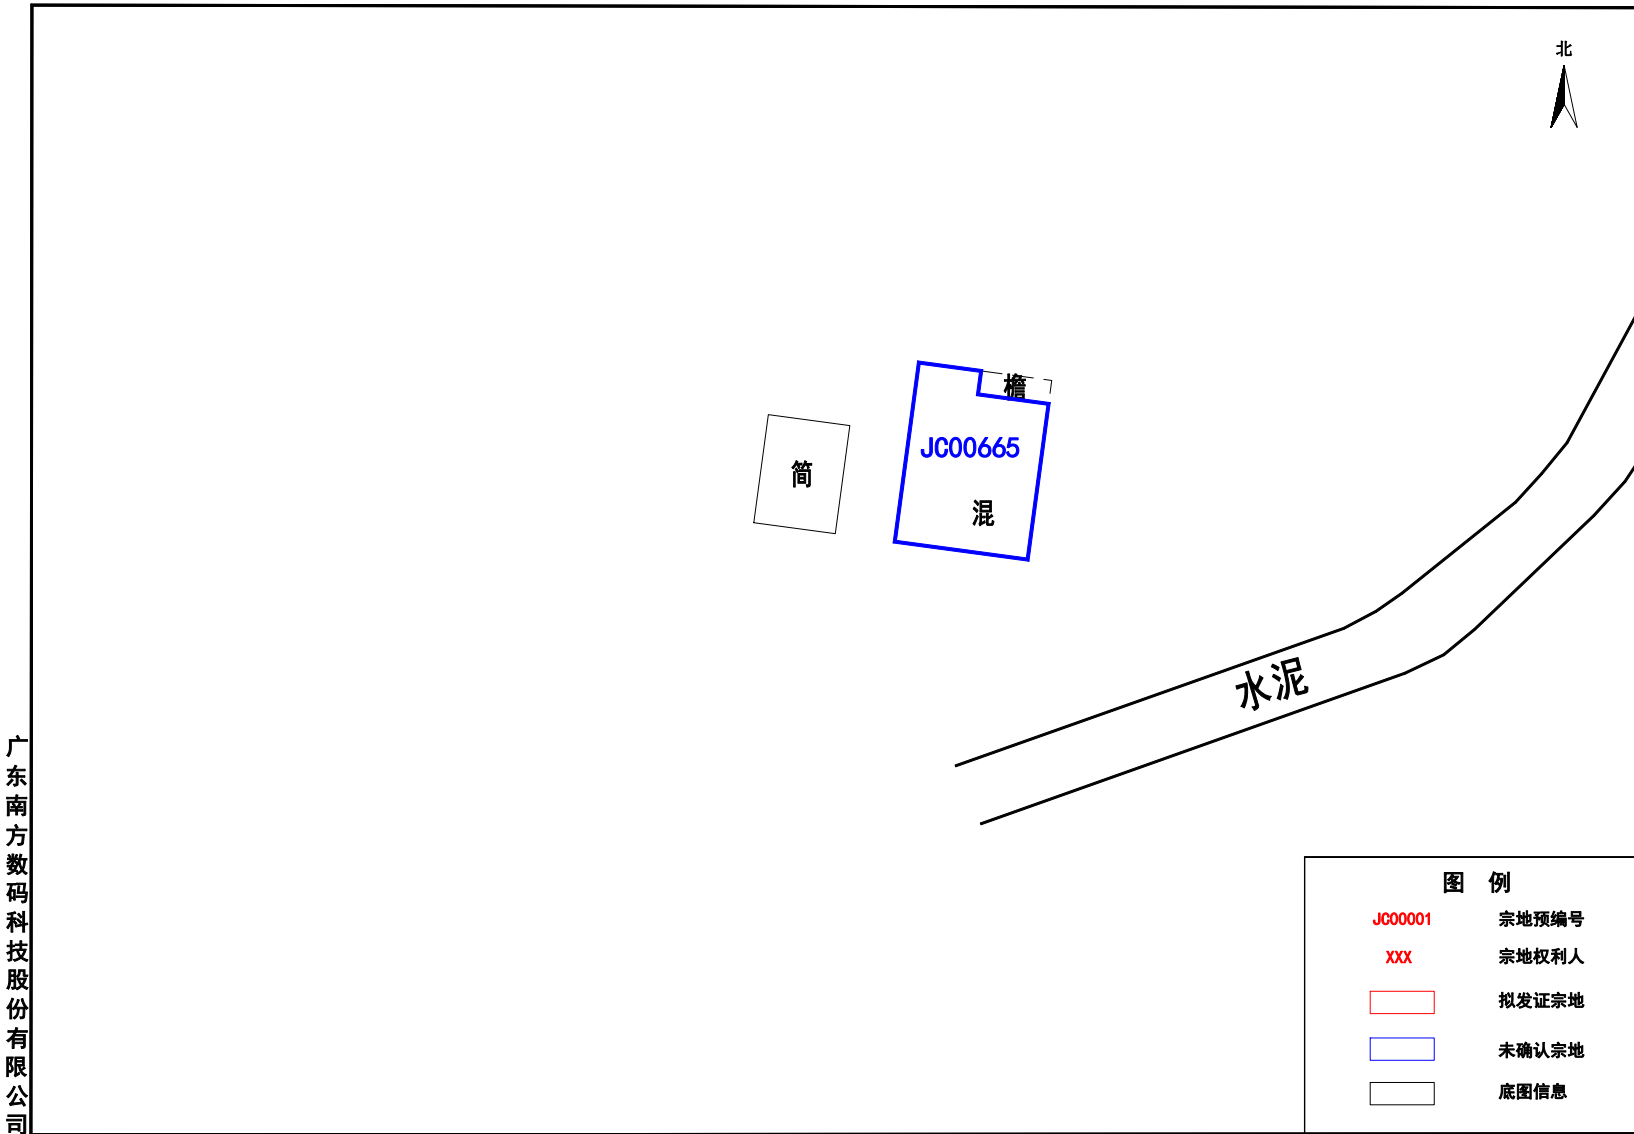 北
檐
JC00665
简
混
水泥
广东南方数码科技股份有限公司
图 例
JC00001 宗地预编号
XXX 宗地权利人
拟发证宗地
未确认宗地
底图信息